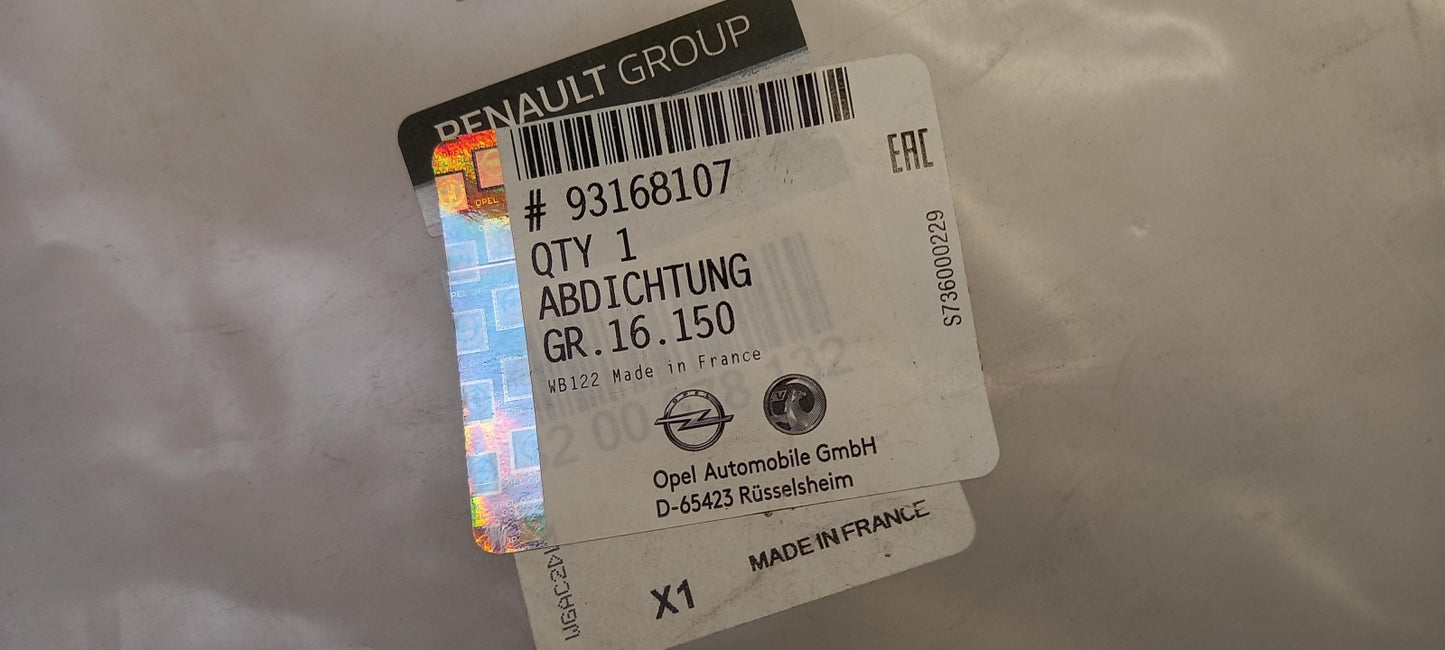 RENAULT GROUP
# 93168107
QTY 1
ABDICHTUNG
GR.16.150
WB122 Made in France
EAC
S736000229
OPEL
Opel Automobile GmbH
D-65423 Rüsselsheim
MADE IN FRANCE
X1